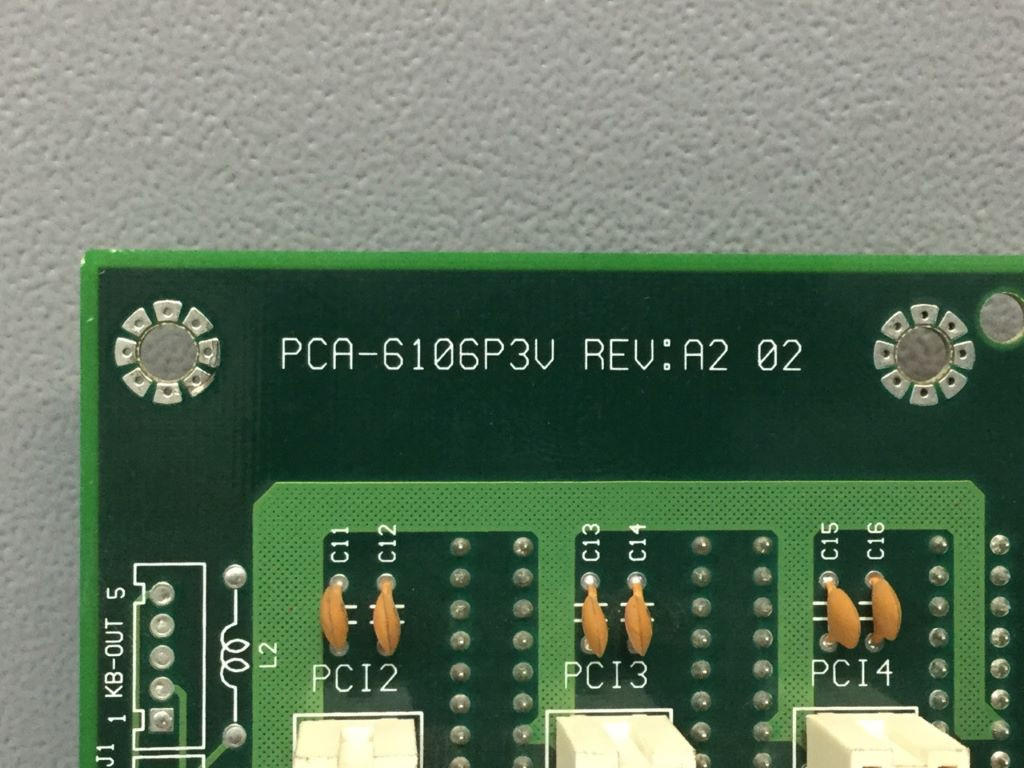 PCA-6106P3V REV:A2 02
C11 C12 C13 C14 C15 C16
PCI2 PCI3 PCI4
KB-OUT 5
1
L2
J1